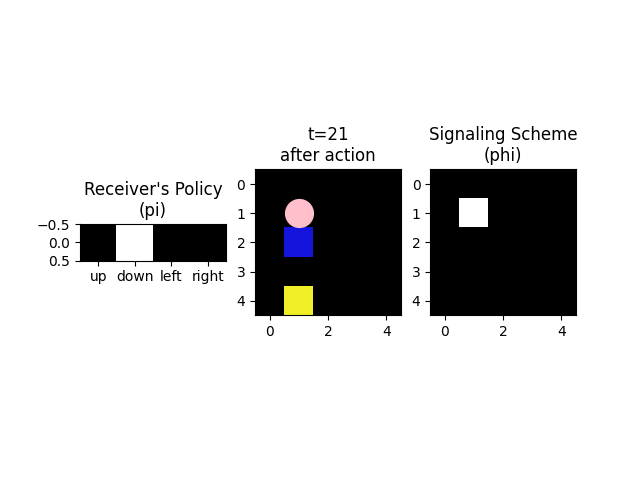 Receiver's Policy
(pi)
−0.5
0.0
0.5
up down left right
t=21
after action
0
1
2
3
4
0 2 4
Signaling Scheme
(phi)
0
1
2
3
4
0 2 4